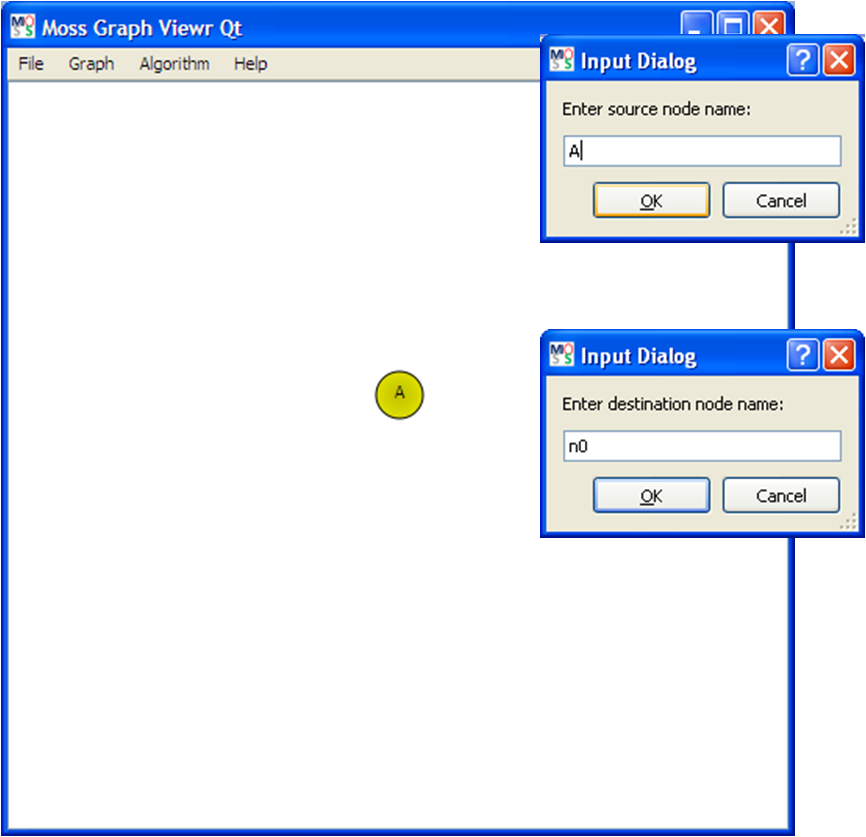 Moss Graph Viewr Qt
File Graph Algorithm Help
Input Dialog
Enter source node name:
A
OK Cancel
A
Input Dialog
Enter destination node name:
n0
OK Cancel